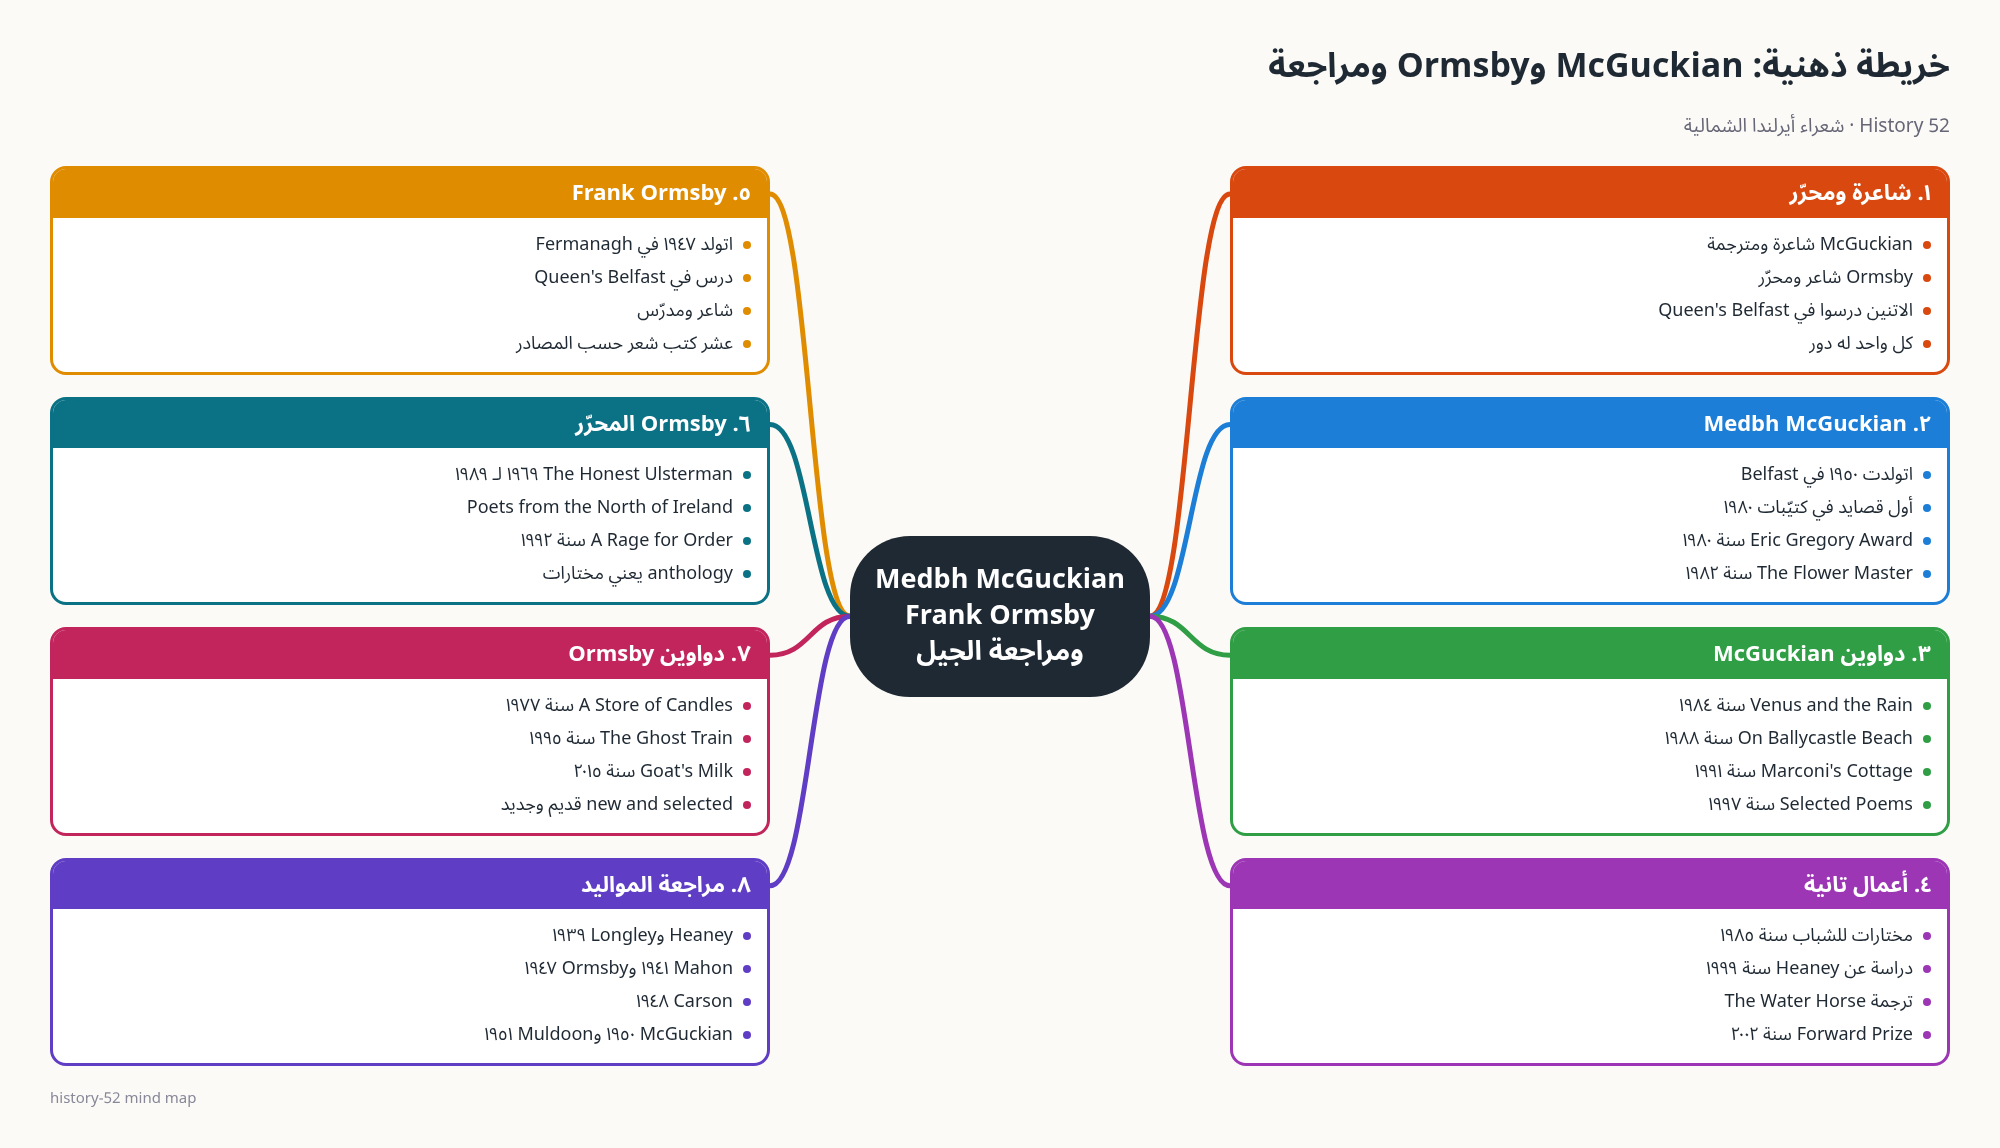 خريطة ذهنية: McGuckian وOrmsby ومراجعة
History 52 · شعراء أيرلندا الشمالية
١. شاعرة ومحرّر
McGuckian شاعرة ومترجمة
Ormsby شاعر ومحرّر
الاتنين درسوا في Queen's Belfast
كل واحد له دور
٢. Medbh McGuckian
اتولدت ١٩٥٠ في Belfast
أول قصايد في كتيّبات ١٩٨٠
Eric Gregory Award سنة ١٩٨٠
The Flower Master سنة ١٩٨٢
٣. دواوين McGuckian
Venus and the Rain سنة ١٩٨٤
On Ballycastle Beach سنة ١٩٨٨
Marconi's Cottage سنة ١٩٩١
Selected Poems سنة ١٩٩٧
٤. أعمال تانية
مختارات للشباب سنة ١٩٨٥
دراسة عن Heaney سنة ١٩٩٩
ترجمة The Water Horse
Forward Prize سنة ٢٠٠٢
Medbh McGuckian
Frank Ormsby
ومراجعة الجيل
٥. Frank Ormsby
اتولد ١٩٤٧ في Fermanagh
درس في Queen's Belfast
شاعر ومدرّس
عشر كتب شعر حسب المصادر
٦. Ormsby المحرّر
The Honest Ulsterman ١٩٦٩ لـ ١٩٨٩
Poets from the North of Ireland
A Rage for Order سنة ١٩٩٢
anthology يعني مختارات
٧. دواوين Ormsby
A Store of Candles سنة ١٩٧٧
The Ghost Train سنة ١٩٩٥
Goat's Milk سنة ٢٠١٥
new and selected قديم وجديد
٨. مراجعة المواليد
Heaney وLongley ١٩٣٩
Mahon ١٩٤١ وOrmsby ١٩٤٧
Carson ١٩٤٨
McGuckian ١٩٥٠ وMuldoon ١٩٥١
history-52 mind map